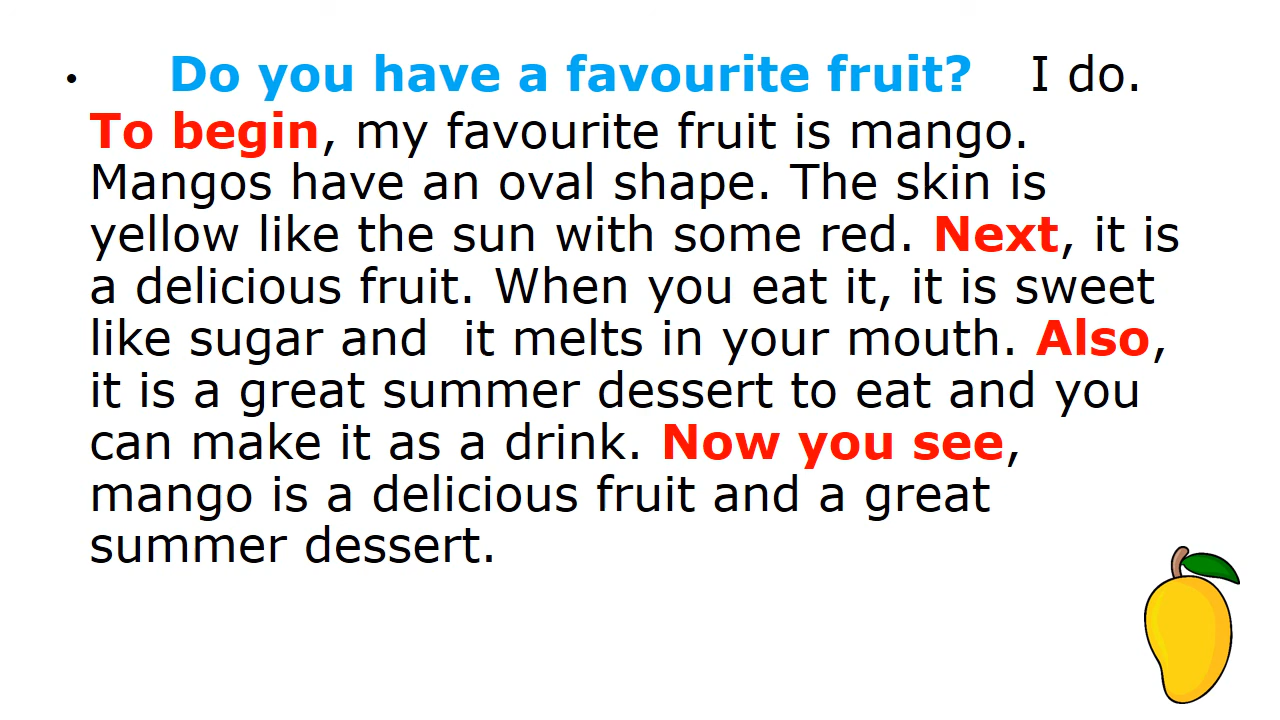 • Do you have a favourite fruit? I do.
To begin, my favourite fruit is mango.
Mangos have an oval shape. The skin is
yellow like the sun with some red. Next, it is
a delicious fruit. When you eat it, it is sweet
like sugar and  it melts in your mouth. Also,
it is a great summer dessert to eat and you
can make it as a drink. Now you see,
mango is a delicious fruit and a great
summer dessert.